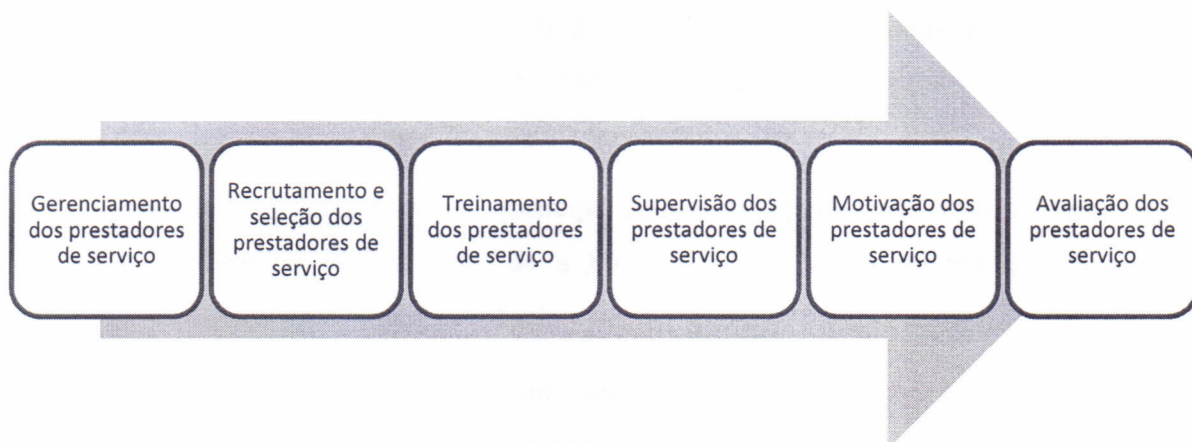 Gerenciamento
dos prestadores
de serviço
Recrutamento e
seleção dos
prestadores de
serviço
Treinamento
dos prestadores
de serviço
Supervisão dos
prestadores de
serviço
Motivação dos
prestadores de
serviço
Avaliação dos
prestadores de
serviço